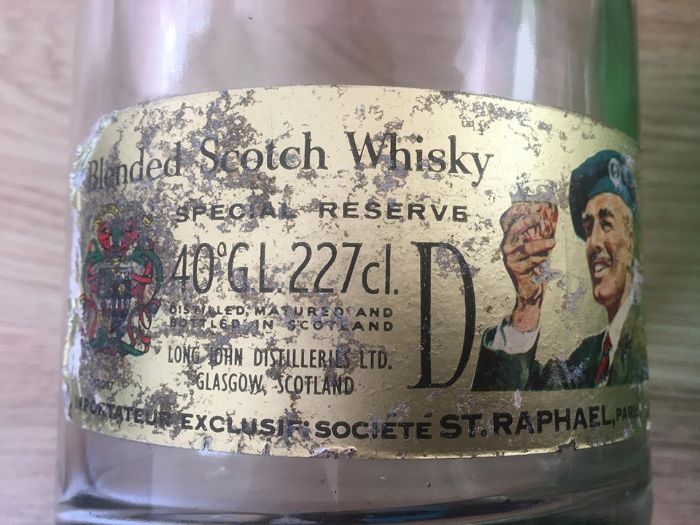 Blended Scotch Whisky
SPECIAL RESERVE
40°G.L. 227cl.
DISTILLED, MATURED AND
BOTTLED IN SCOTLAND
D
LONG JOHN DISTILLERIES LTD.
GLASGOW, SCOTLAND
IMPORTATEUR EXCLUSIF: SOCIÉTÉ ST. RAPHAEL,